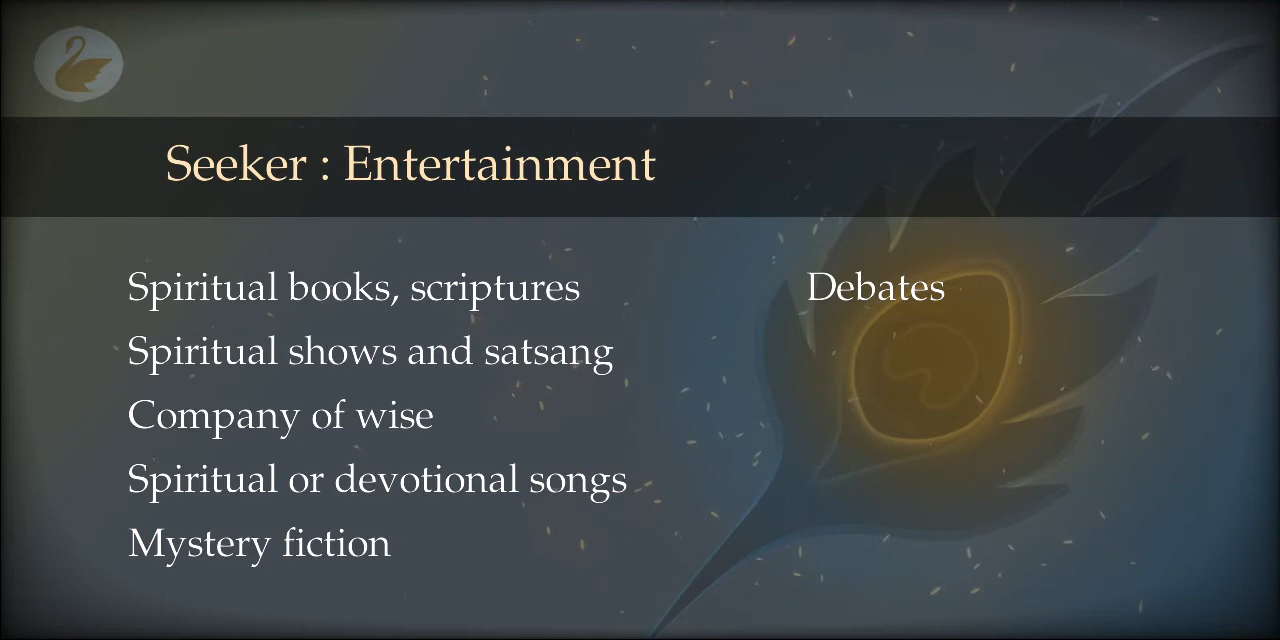 Seeker : Entertainment
Spiritual books, scriptures
Spiritual shows and satsang
Company of wise
Spiritual or devotional songs
Mystery fiction
Debates